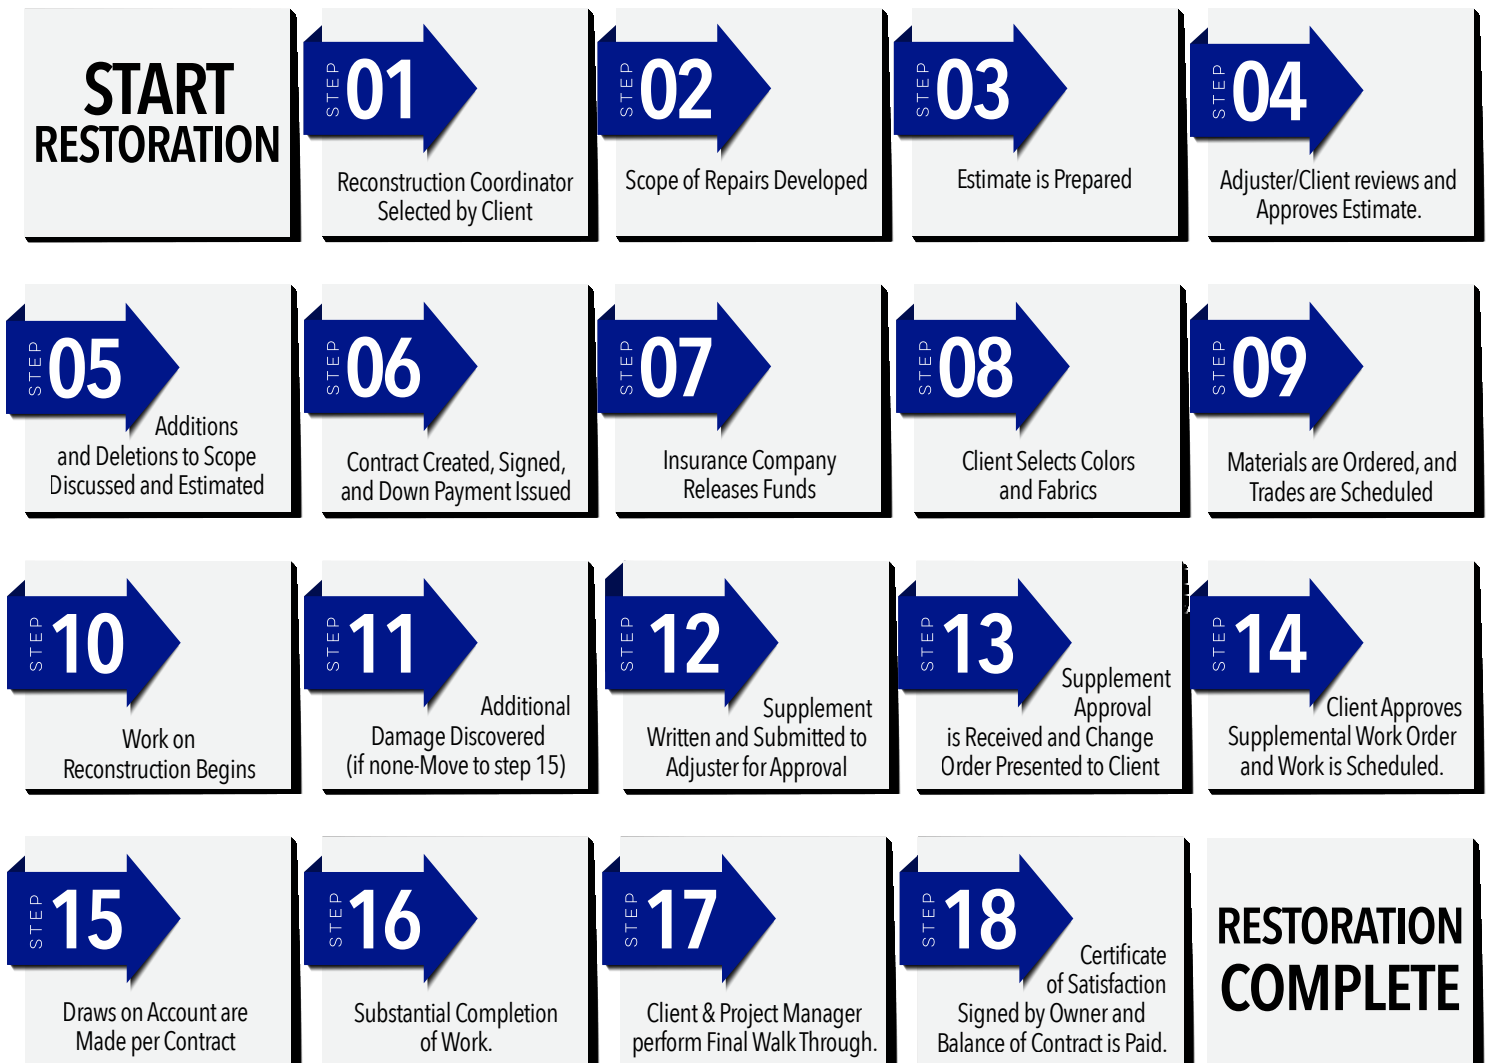 START
RESTORATION
STEP 01
Reconstruction Coordinator
Selected by Client
STEP 02
Scope of Repairs Developed
STEP 03
Estimate is Prepared
STEP 04
Adjuster/Client reviews and
Approves Estimate.
STEP 05
Additions
and Deletions to Scope
Discussed and Estimated
STEP 06
Contract Created, Signed,
and Down Payment Issued
STEP 07
Insurance Company
Releases Funds
STEP 08
Client Selects Colors
and Fabrics
STEP 09
Materials are Ordered, and
Trades are Scheduled
STEP 10
Work on
Reconstruction Begins
STEP 11
Additional
Damage Discovered
(if none-Move to step 15)
STEP 12
Supplement
Written and Submitted to
Adjuster for Approval
STEP 13
Supplement
Approval
is Received and Change
Order Presented to Client
STEP 14
Client Approves
Supplemental Work Order
and Work is Scheduled.
STEP 15
Draws on Account are
Made per Contract
STEP 16
Substantial Completion
of Work.
STEP 17
Client & Project Manager
perform Final Walk Through.
STEP 18
Certificate
of Satisfaction
Signed by Owner and
Balance of Contract is Paid.
RESTORATION
COMPLETE